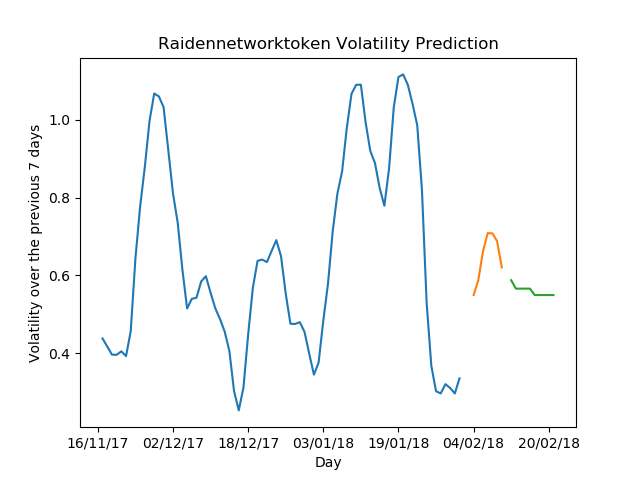 Raidennetworktoken Volatility Prediction
Volatility over the previous 7 days
1.0
0.8
0.6
0.4
16/11/17 02/12/17 18/12/17 03/01/18 19/01/18 04/02/18 20/02/18
Day